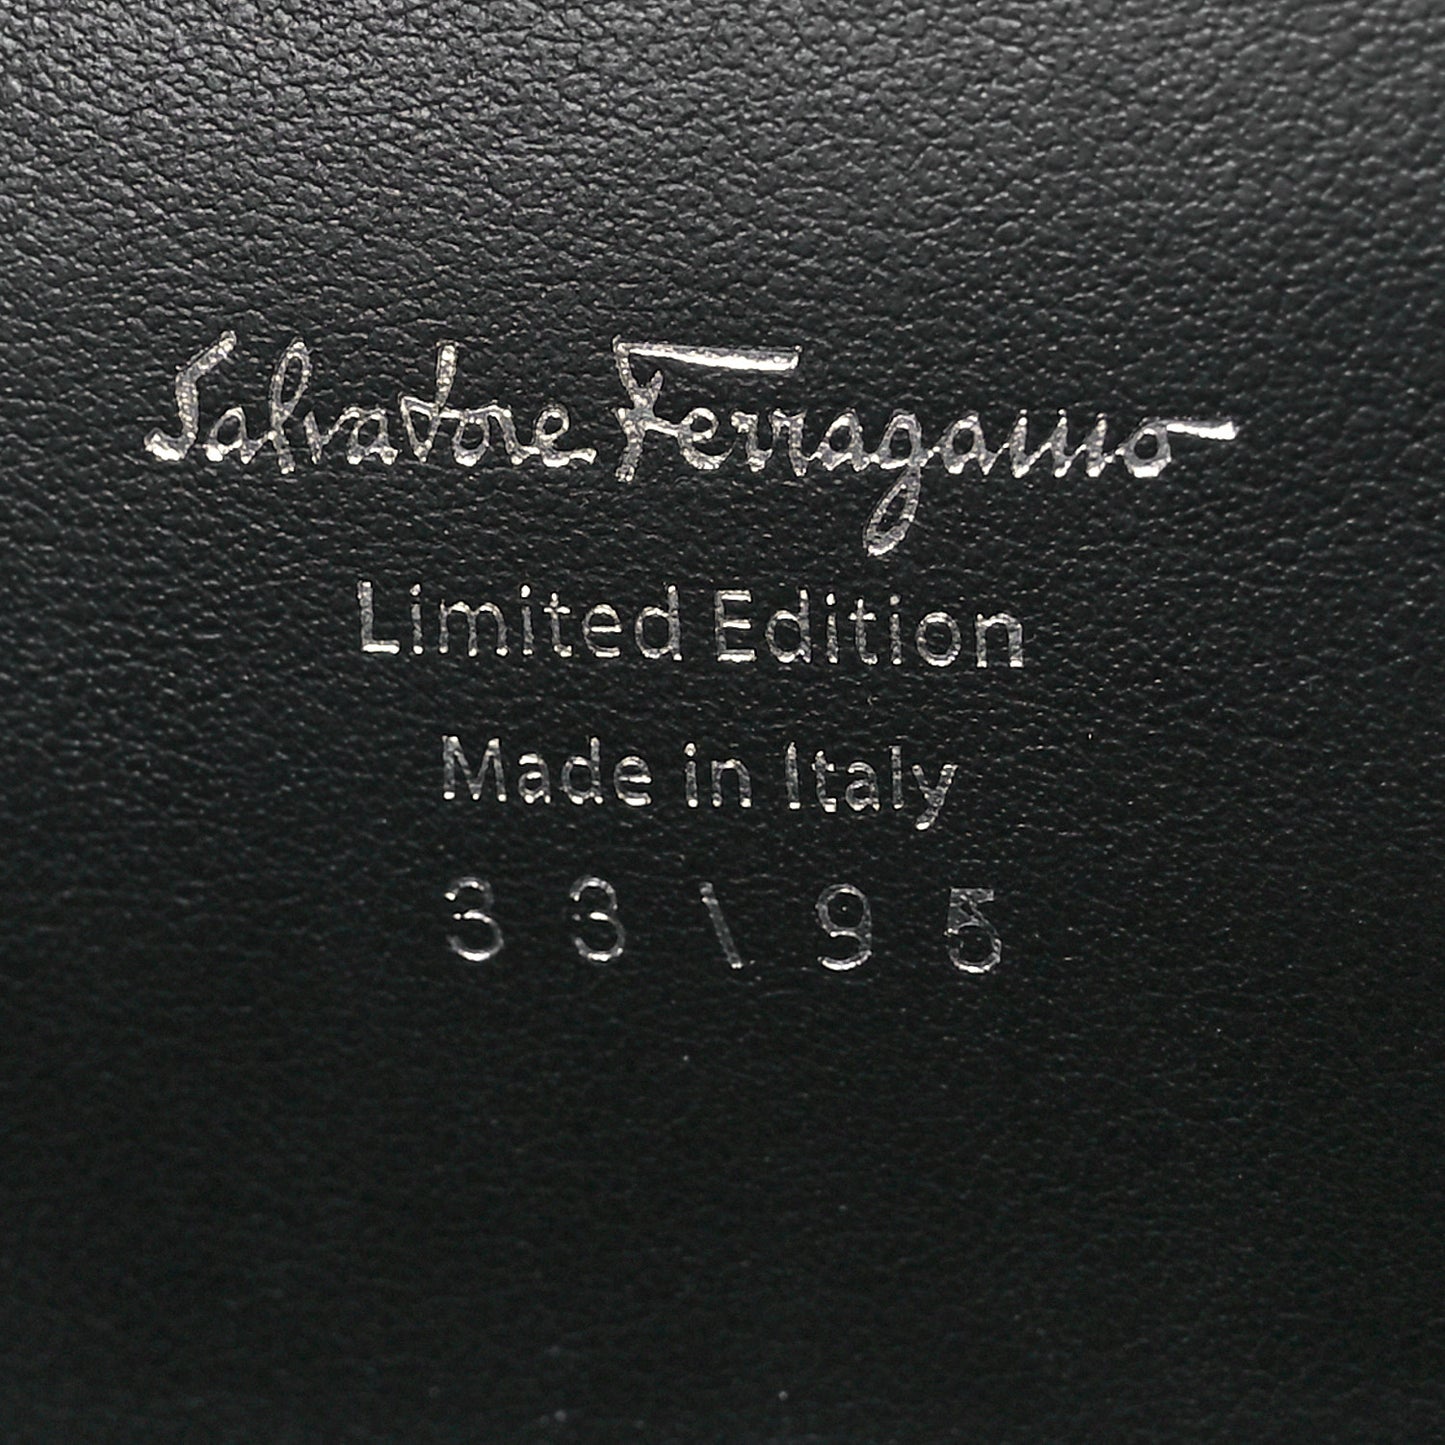 Salvatore Ferragamo
Limited Edition
Made in Italy
33\95